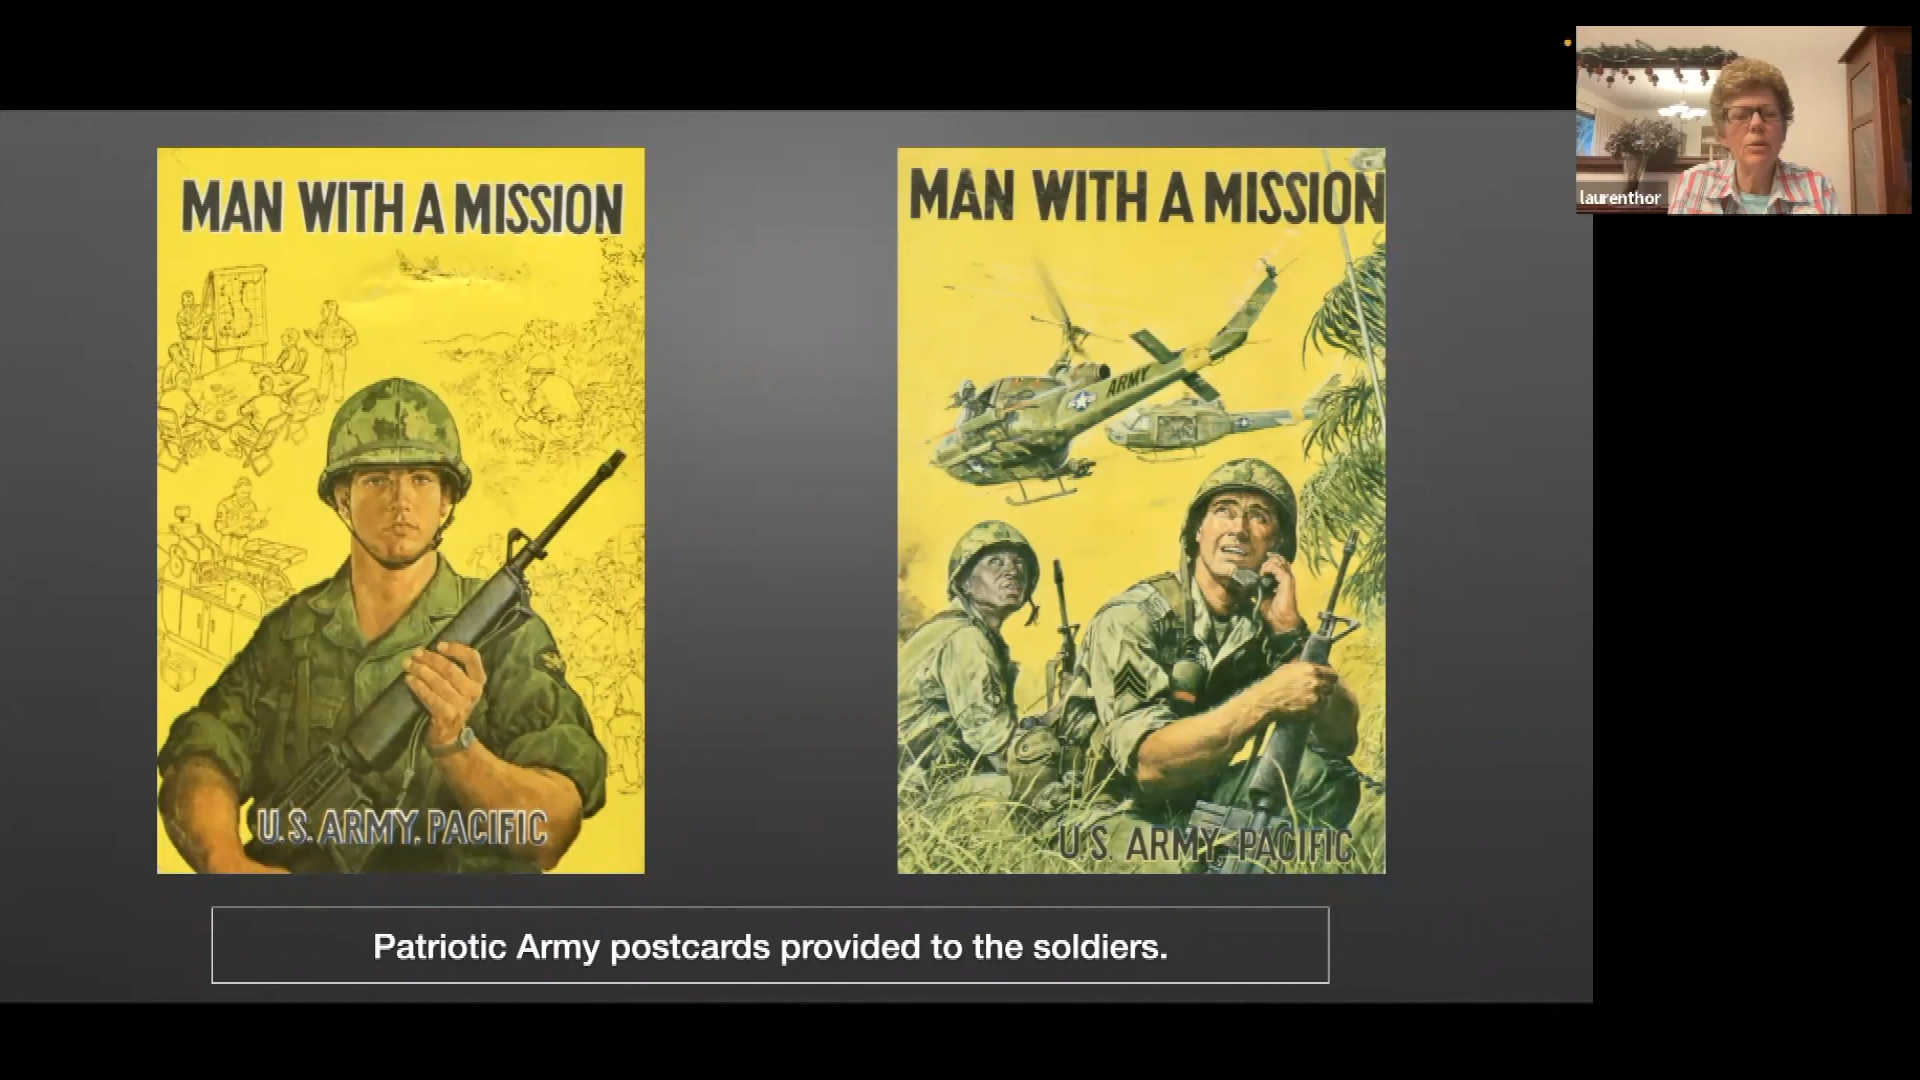 MAN WITH A MISSION
U.S. ARMY, PACIFIC
MAN WITH A MISSION
ARMY
U.S. ARMY, PACIFIC
Patriotic Army postcards provided to the soldiers.
laurenthor